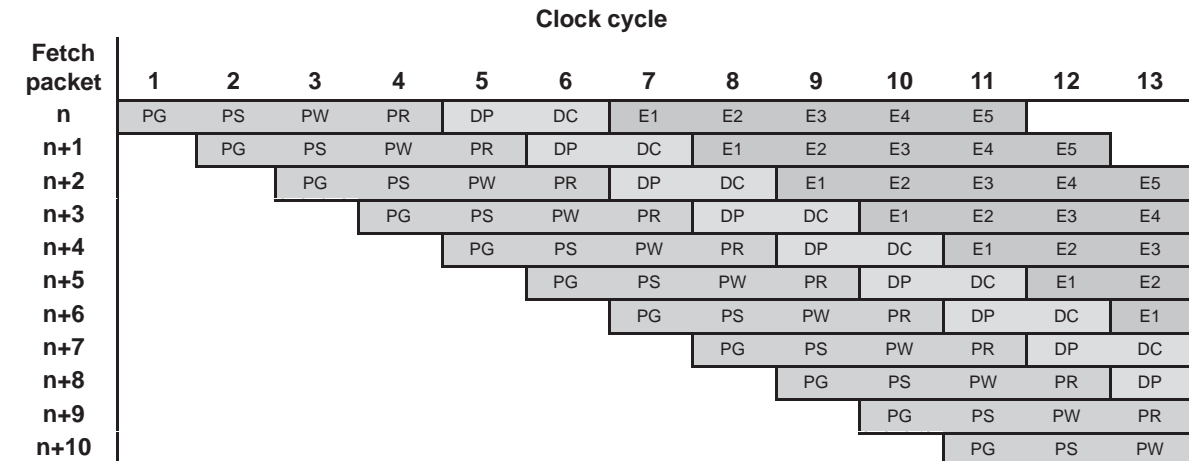 Clock cycle
Fetch
packet 1 2 3 4 5 6 7 8 9 10 11 12 13
n PG PS PW PR DP DC E1 E2 E3 E4 E5
n+1 PG PS PW PR DP DC E1 E2 E3 E4 E5
n+2 PG PS PW PR DP DC E1 E2 E3 E4 E5
n+3 PG PS PW PR DP DC E1 E2 E3 E4
n+4 PG PS PW PR DP DC E1 E2 E3
n+5 PG PS PW PR DP DC E1 E2
n+6 PG PS PW PR DP DC E1
n+7 PG PS PW PR DP DC
n+8 PG PS PW PR DP
n+9 PG PS PW PR
n+10 PG PS PW